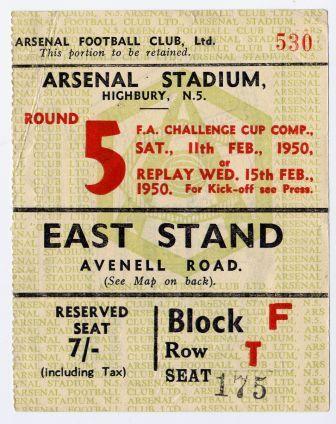 ARSENAL FOOTBALL CLUB, Ltd.
This portion to be retained.
530
ARSENAL STADIUM,
HIGHBURY, N.5.
ROUND
5
F.A. CHALLENGE CUP COMP.,
SAT., 11TH FEB., 1950,
or
REPLAY WED. 15TH FEB.,
1950. For Kick-off see Press.
EAST STAND
AVENELL ROAD.
(See Map on back).
RESERVED
SEAT
7/-
(including Tax)
Block F
Row T
SEAT 175